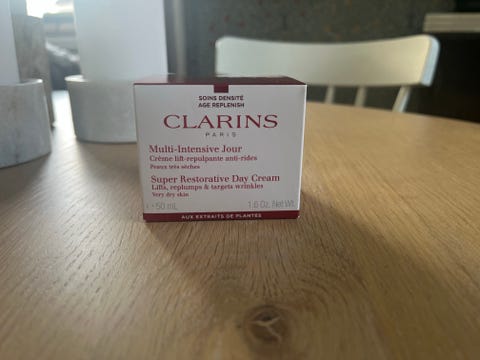 SOINS DENSITÉ
AGE REPLENISH
CLARINS
PARIS
Multi-Intensive Jour
Crème lift-repulpante anti-rides
Peaux très sèches
Super Restorative Day Cream
Lifts, replumps & targets wrinkles
Very dry skin
℮ 50 mL 1.6 Oz. Net Wt
AUX EXTRAITS DE PLANTES